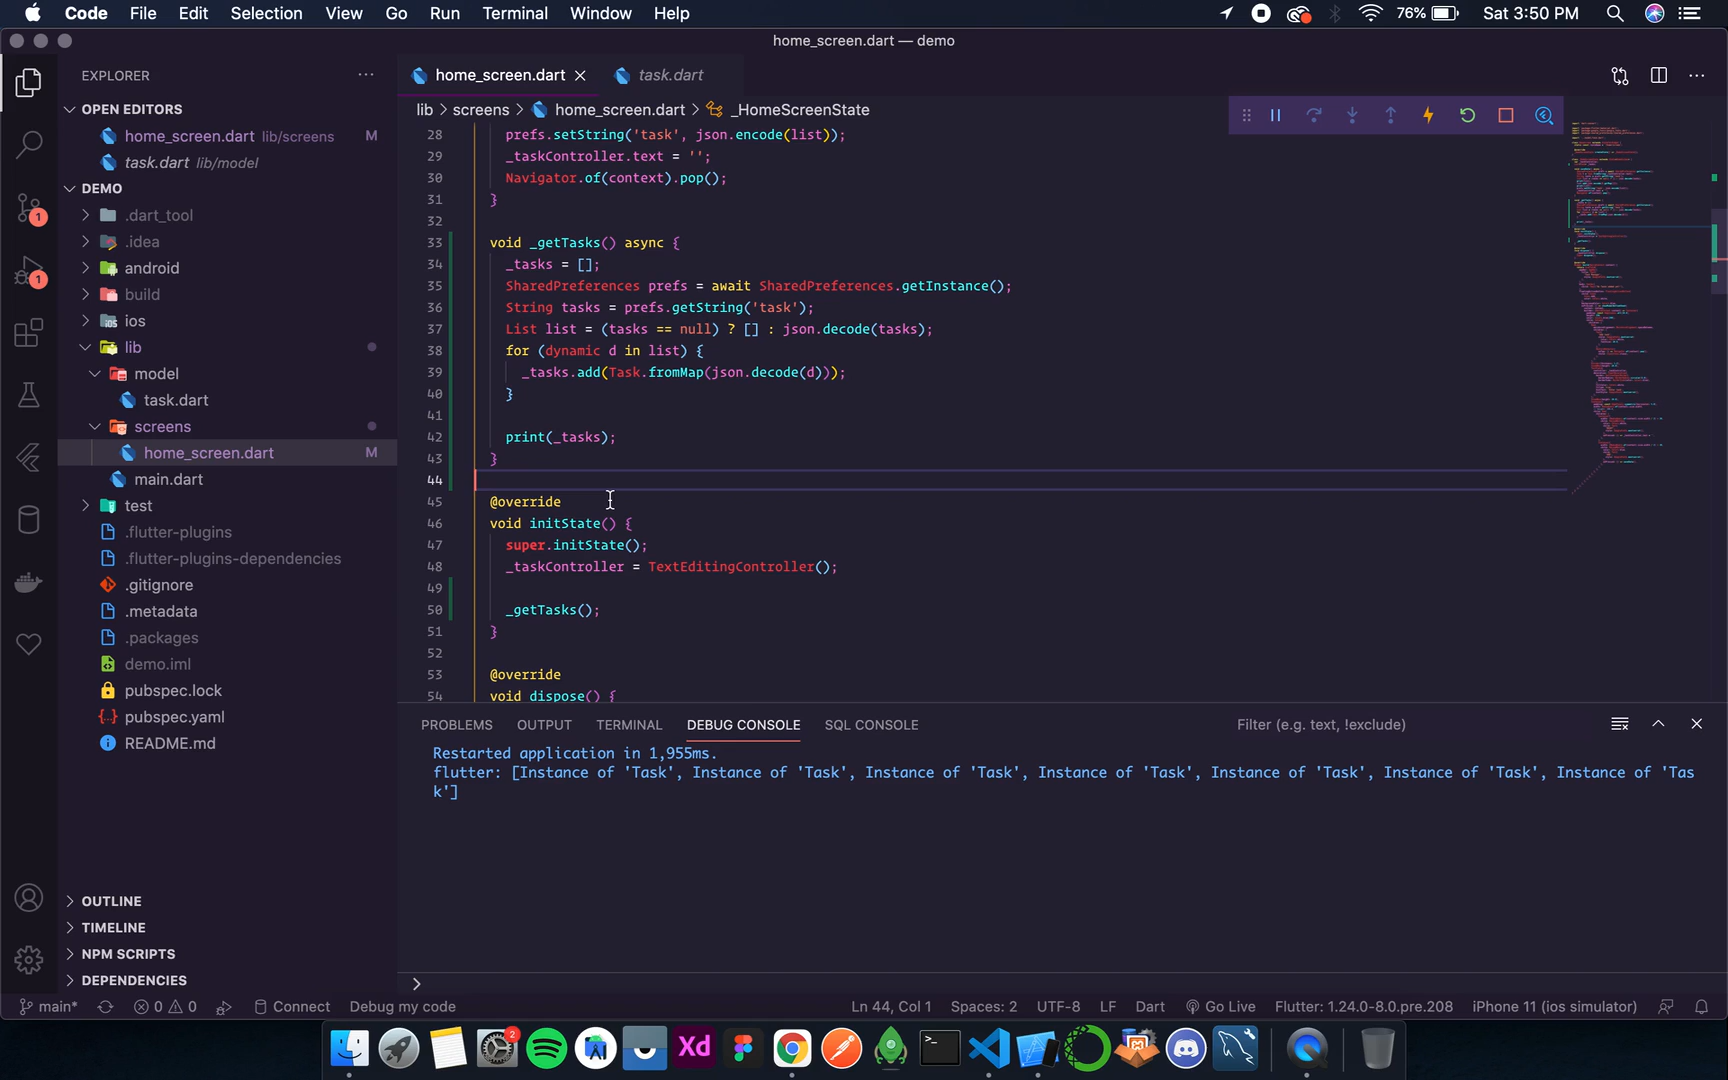 Code File Edit Selection View Go Run Terminal Window Help 76% Sat 3:50 PM
home_screen.dart — demo
EXPLORER
OPEN EDITORS
home_screen.dart lib/screens M
task.dart lib/model
DEMO
.dart_tool
.idea
android
build
ios
lib
model
task.dart
screens
home_screen.dart M
main.dart
test
.flutter-plugins
.flutter-plugins-dependencies
.gitignore
.metadata
.packages
demo.iml
pubspec.lock
pubspec.yaml
README.md
OUTLINE
TIMELINE
NPM SCRIPTS
DEPENDENCIES
1
1
home_screen.dart task.dart
lib > screens > home_screen.dart > _HomeScreenState
28 prefs.setString('task', json.encode(list));
29 _taskController.text = '';
30 Navigator.of(context).pop();
31 }
32
33 void _getTasks() async {
34 _tasks = [];
35 SharedPreferences prefs = await SharedPreferences.getInstance();
36 String tasks = prefs.getString('task');
37 List list = (tasks == null) ? [] : json.decode(tasks);
38 for (dynamic d in list) {
39 _tasks.add(Task.fromMap(json.decode(d)));
40 }
41
42 print(_tasks);
43 }
44
45 @override
46 void initState() {
47 super.initState();
48 _taskController = TextEditingController();
49
50 _getTasks();
51 }
52
53 @override
54 void dispose() {
PROBLEMS OUTPUT TERMINAL DEBUG CONSOLE SQL CONSOLE Filter (e.g. text, !exclude)
Restarted application in 1,955ms.
flutter: [Instance of 'Task', Instance of 'Task', Instance of 'Task', Instance of 'Task', Instance of 'Task', Instance of 'Task', Instance of 'Tas
k']
main* 0 0 Connect Debug my code Ln 44, Col 1 Spaces: 2 UTF-8 LF Dart Go Live Flutter: 1.24.0-8.0.pre.208 iPhone 11 (ios simulator)
2
Xd